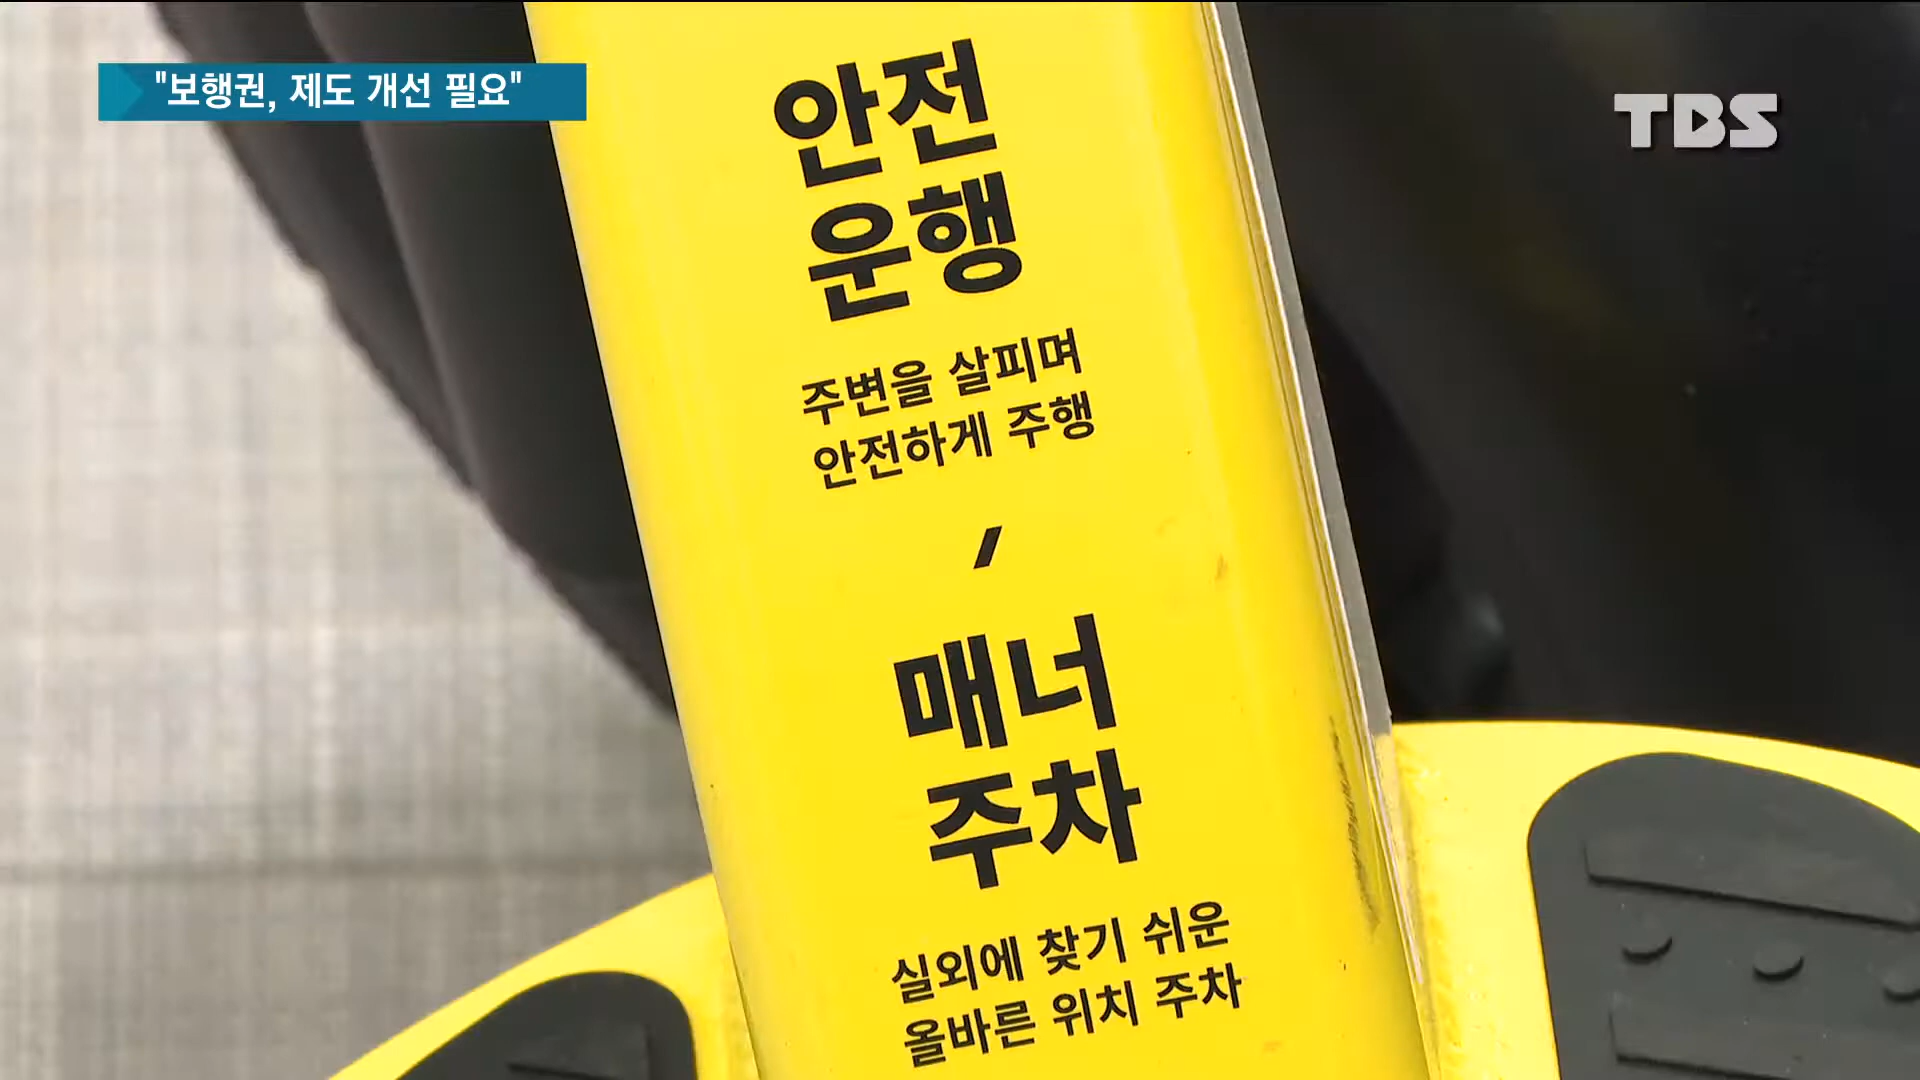 "보행권, 제도 개선 필요"
TBS
안전
운행
주변을 살피며
안전하게 주행
매너
주차
실외에 찾기 쉬운
올바른 위치 주차